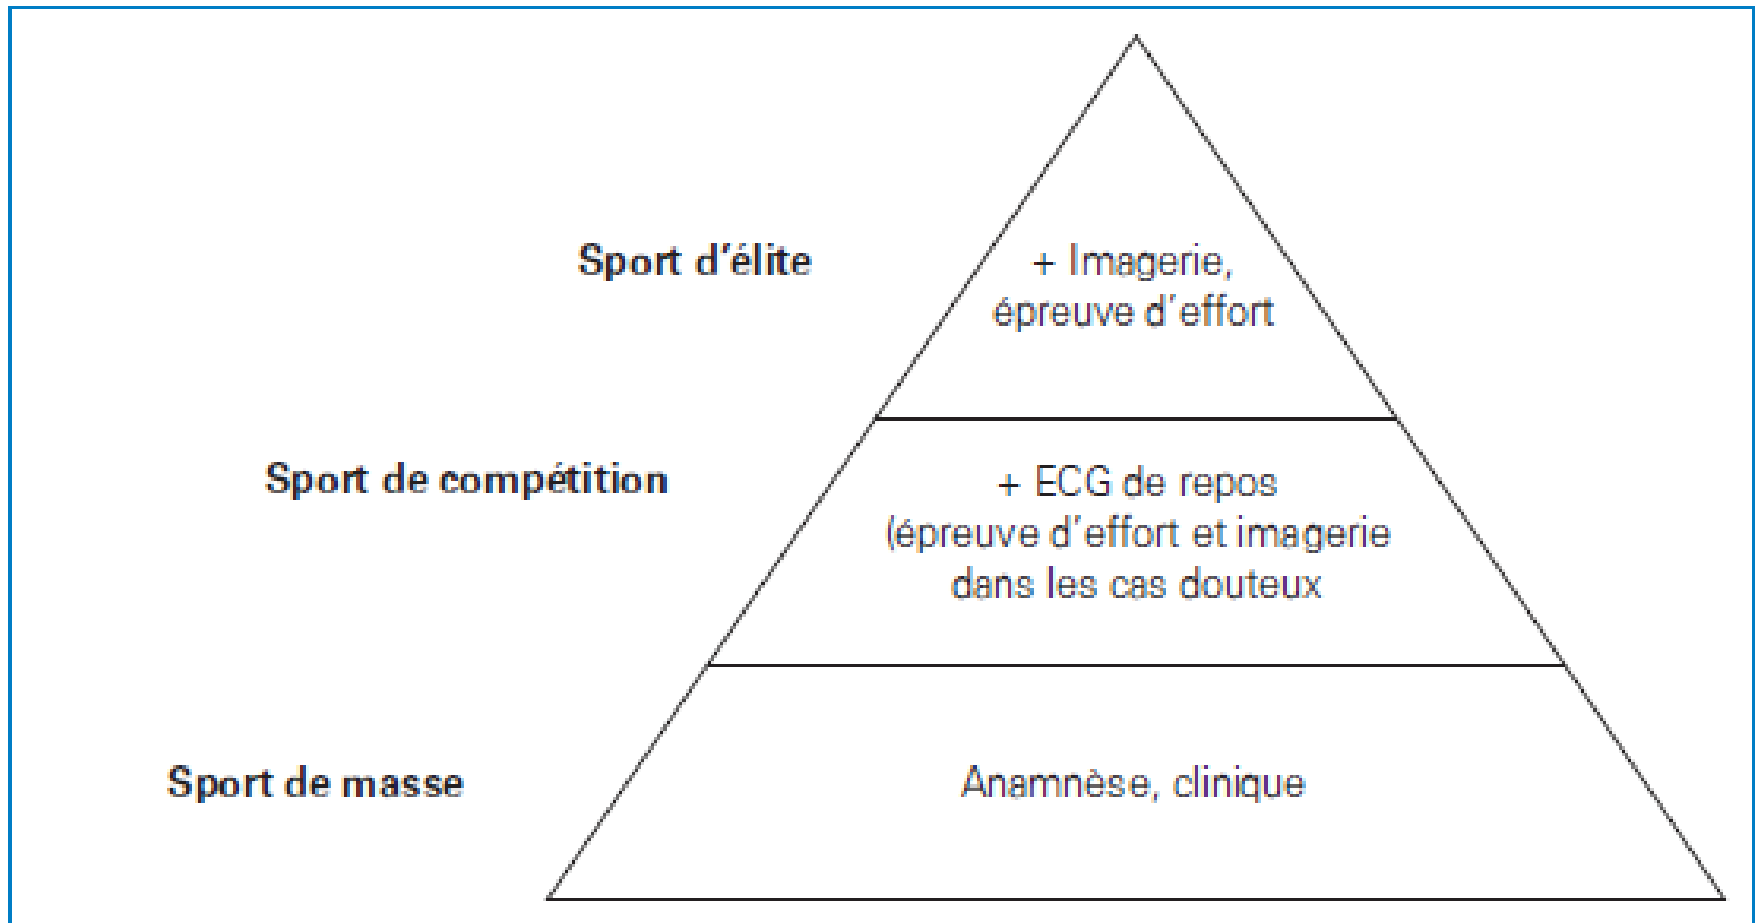 Sport d'élite
+ Imagerie,
épreuve d'effort
Sport de compétition
+ ECG de repos
(épreuve d'effort et imagerie
dans les cas douteux
Sport de masse
Anamnèse, clinique